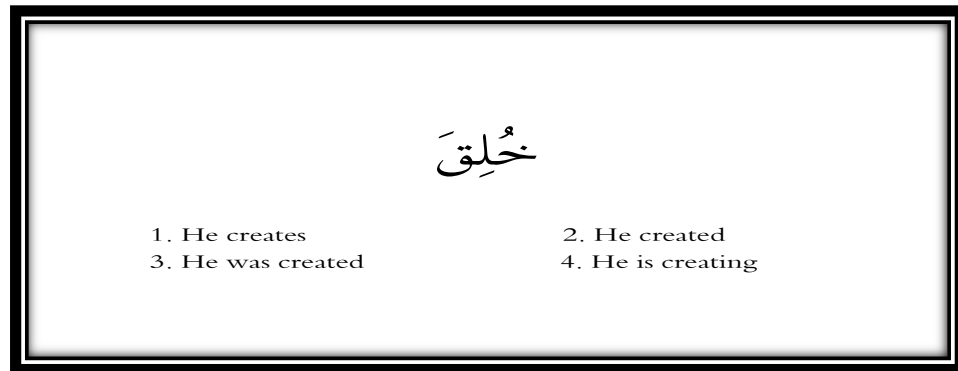 خُلِقَ
1. He creates 2. He created
3. He was created 4. He is creating